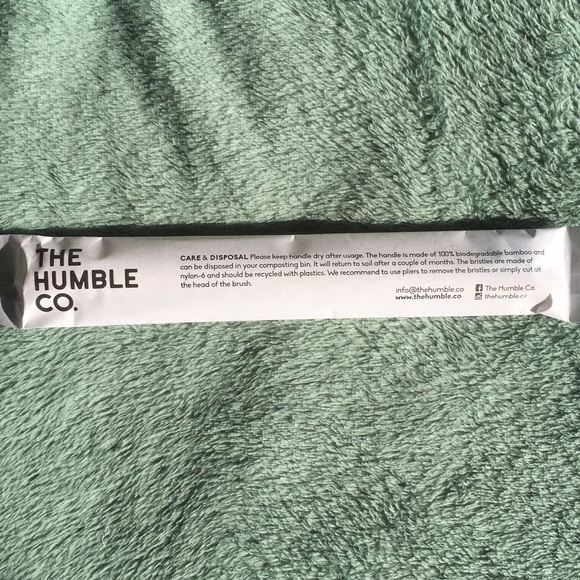 THE
HUMBLE
CO.
CARE & DISPOSAL Please keep handle dry after usage. The handle is made of 100% biodegradable bamboo and
can be disposed in your composting bin. It will return to soil after a couple of months. The bristles are made of
nylon-6 and should be recycled with plastics. We recommend to use pliers to remove the bristles or simply cut off
the head of the brush.
info@thehumble.co
www.thehumble.co
The Humble Co.
thehumble.co